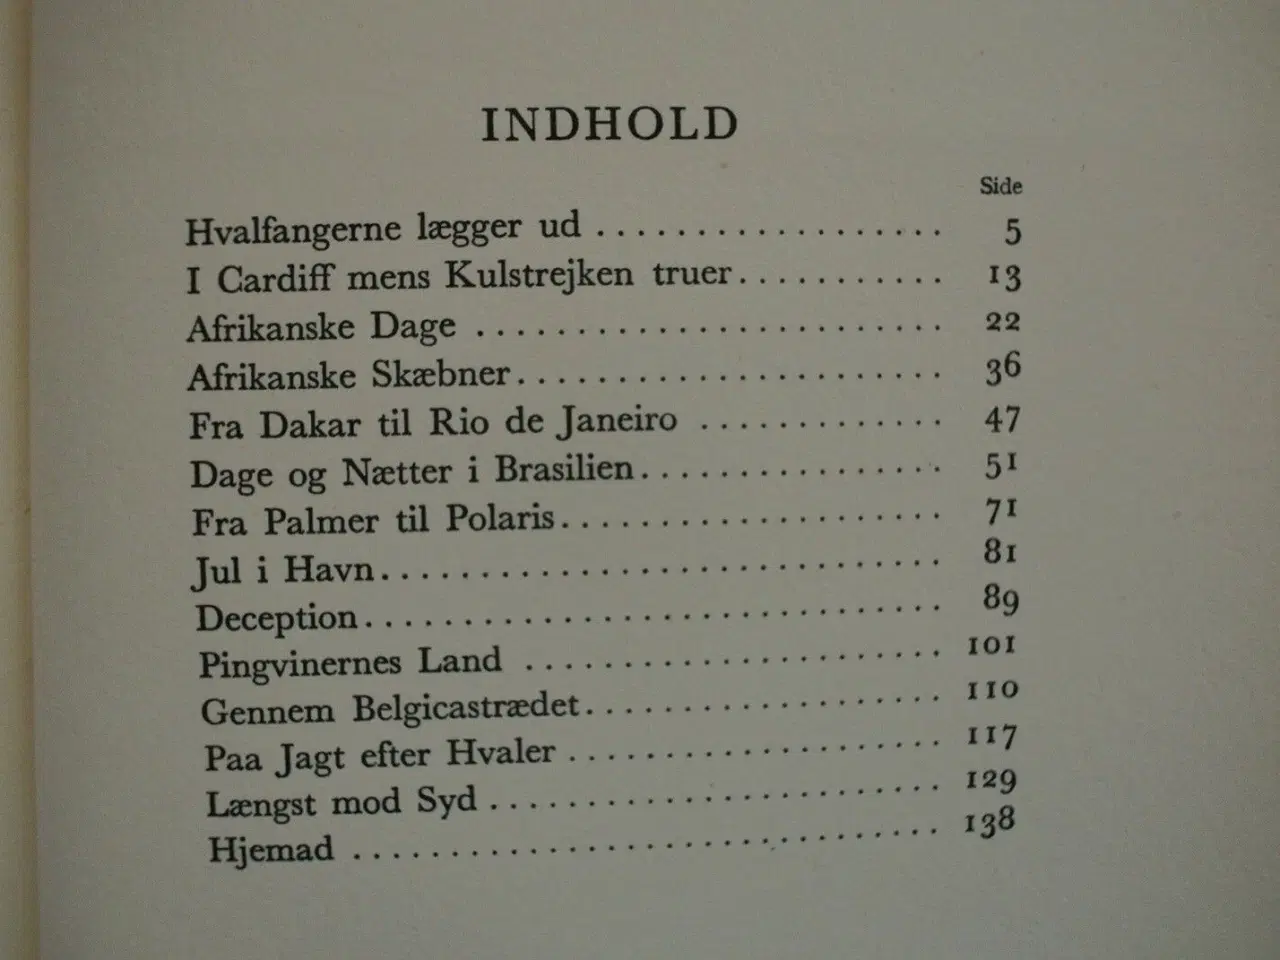 INDHOLD
Side
Hvalfangerne lægger ud .................. 5
I Cardiff mens Kulstrejken truer........... 13
Afrikanske Dage ........................ 22
Afrikanske Skæbner...................... 36
Fra Dakar til Rio de Janeiro ............. 47
Dage og Nætter i Brasilien................ 51
Fra Palmer til Polaris.................... 71
Jul i Havn............................. 81
Deception.............................. 89
Pingvinernes Land ...................... 101
Gennem Belgicastrædet................... 110
Paa Jagt efter Hvaler .................... 117
Længst mod Syd ........................ 129
Hjemad ............................... 138